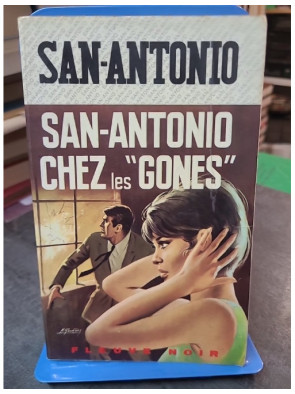 SAN-ANTONIO
SAN-ANTONIO
CHEZ les "GONES"
FLEUVE NOIR